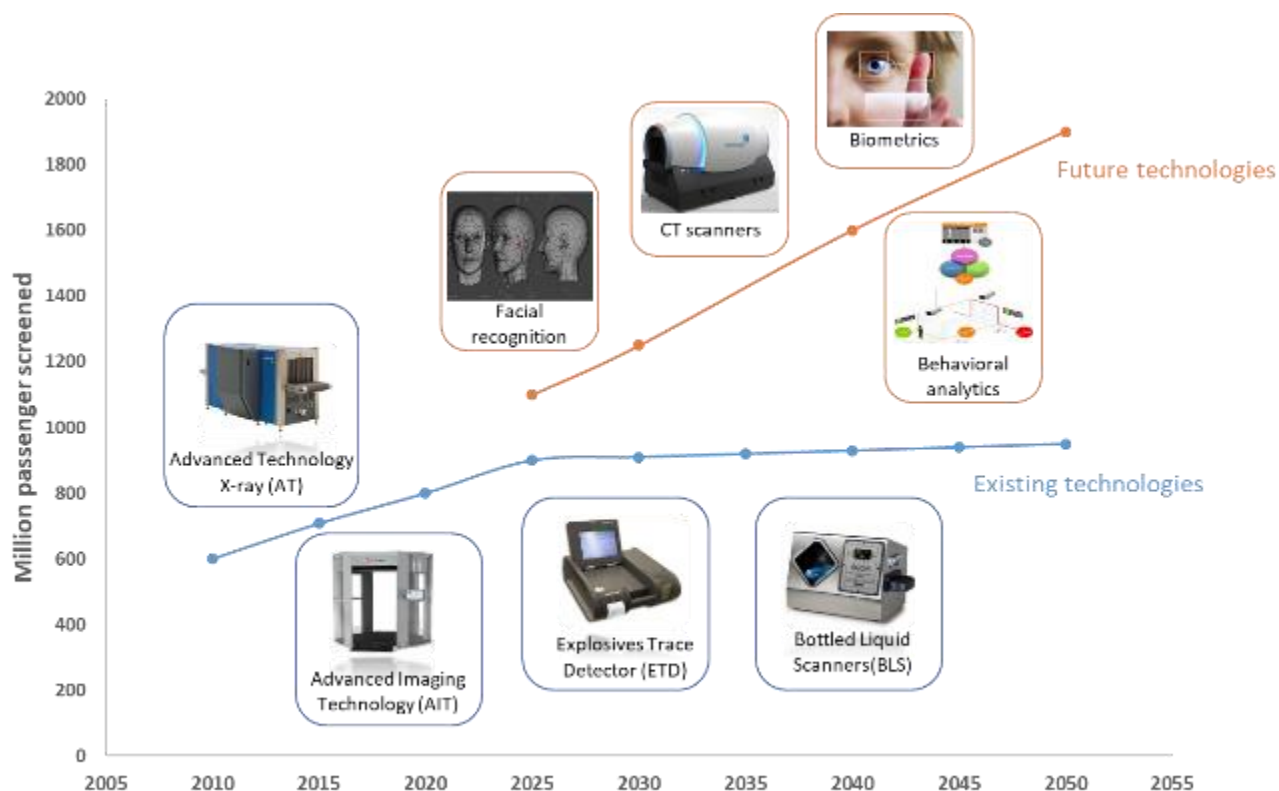 Million passenger screened
2000
1800
1600
1400
1200
1000
800
600
400
200
0
2005
2010
2015
2020
2025
2030
2035
2040
2045
2050
2055
Biometrics
Future technologies
CT scanners
Facial
recognition
Behavioral
analytics
Advanced Technology
X-ray (AT)
Existing technologies
Advanced Imaging
Technology (AIT)
Explosives Trace
Detector (ETD)
Bottled Liquid
Scanners(BLS)